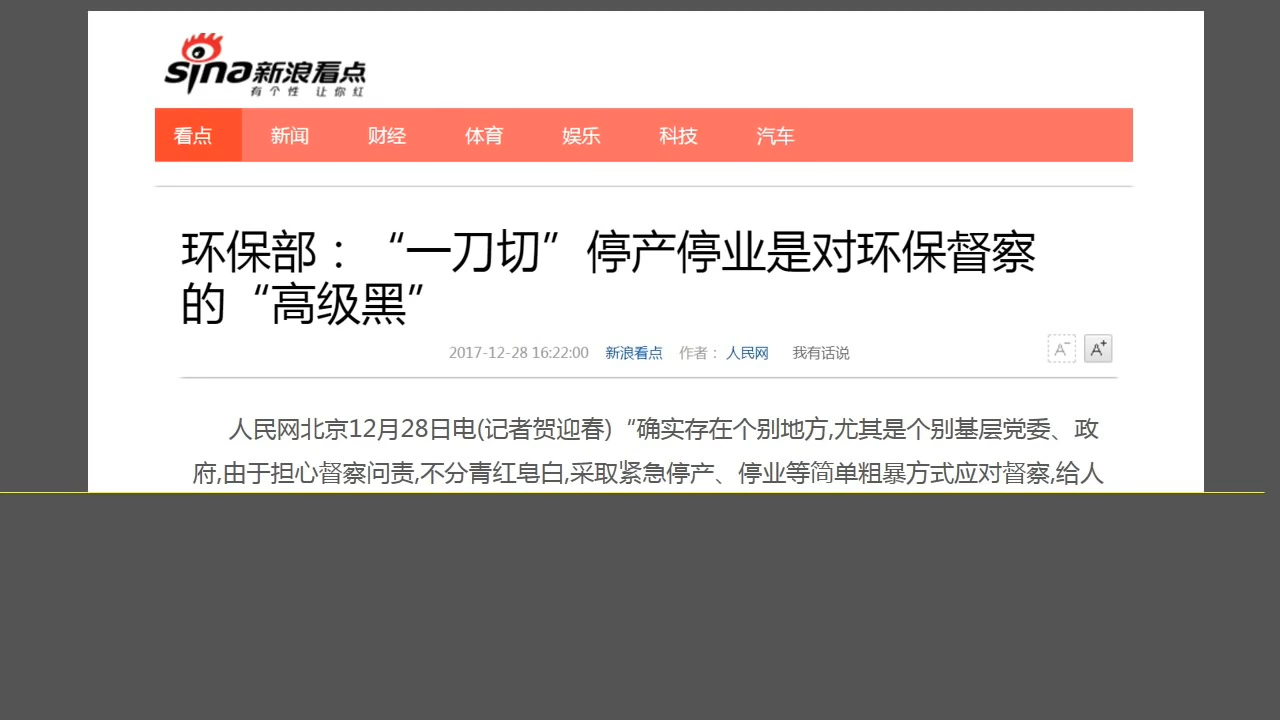 sina新浪看点
有个性 让你红
看点 新闻 财经 体育 娱乐 科技 汽车
环保部：“一刀切”停产停业是对环保督察
的“高级黑”
2017-12-28 16:22:00 新浪看点 作者： 人民网 我有话说
A- A+
人民网北京12月28日电(记者贺迎春)“确实存在个别地方,尤其是个别基层党委、政
府,由于担心督察问责,不分青红皂白,采取紧急停产、停业等简单粗暴方式应对督察,给人